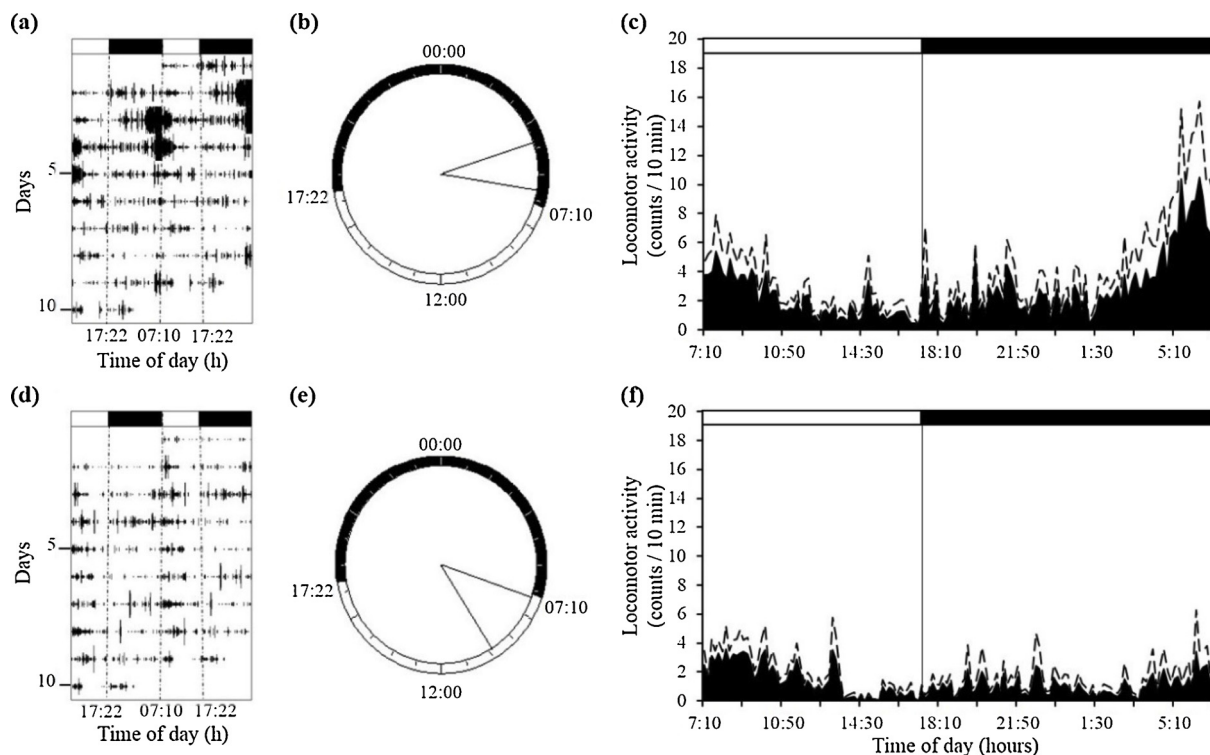 (a)
Days
5
10
17:22 07:10 17:22
Time of day (h)
(b)
00:00
17:22
07:10
12:00
(c)
Locomotor activity
(counts / 10 min)
20
18
16
14
12
10
8
6
4
2
0
7:10 10:50 14:30 18:10 21:50 1:30 5:10
(d)
Days
5
10
17:22 07:10 17:22
Time of day (h)
(e)
00:00
17:22
07:10
12:00
(f)
Locomotor activity
(counts / 10 min)
20
18
16
14
12
10
8
6
4
2
0
7:10 10:50 14:30 18:10 21:50 1:30 5:10
Time of day (hours)